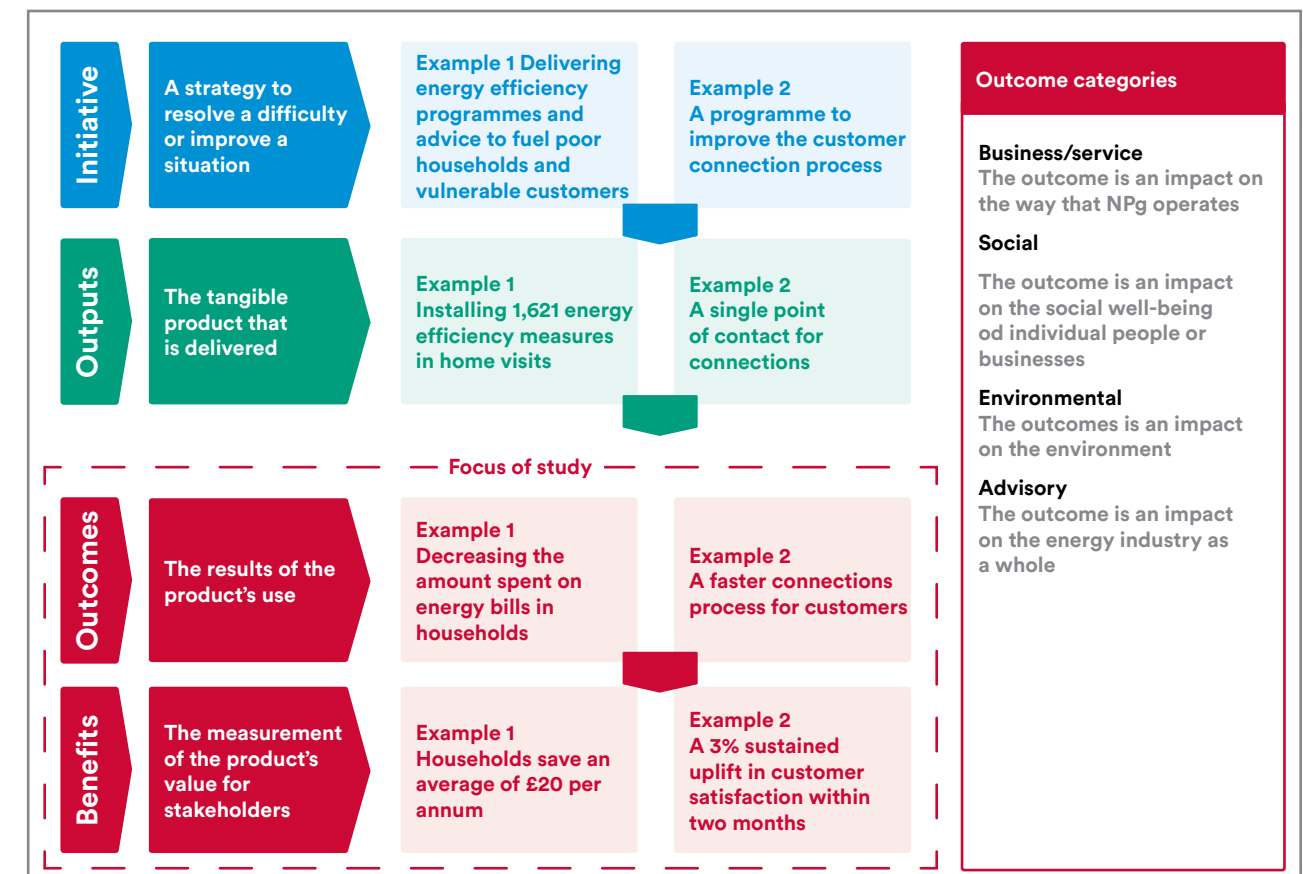 Initiative
A strategy to
resolve a difficulty
or improve a
situation
Example 1 Delivering
energy efficiency
programmes and
advice to fuel poor
households and
vulnerable customers
Example 2
A programme to
improve the customer
connection process
Outputs
The tangible
product that
is delivered
Example 1
Installing 1,621 energy
efficiency measures
in home visits
Example 2
A single point
of contact for
connections
Focus of study
Outcomes
The results of the
product's use
Example 1
Decreasing the
amount spent on
energy bills in
households
Example 2
A faster connections
process for customers
Benefits
The measurement
of the product's
value for
stakeholders
Example 1
Households save an
average of £20 per
annum
Example 2
A 3% sustained
uplift in customer
satisfaction within
two months
Outcome categories
Business/service
The outcome is an impact on
the way that NPg operates
Social
The outcome is an impact
on the social well-being
od individual people or
businesses
Environmental
The outcomes is an impact
on the environment
Advisory
The outcome is an impact
on the energy industry as
a whole